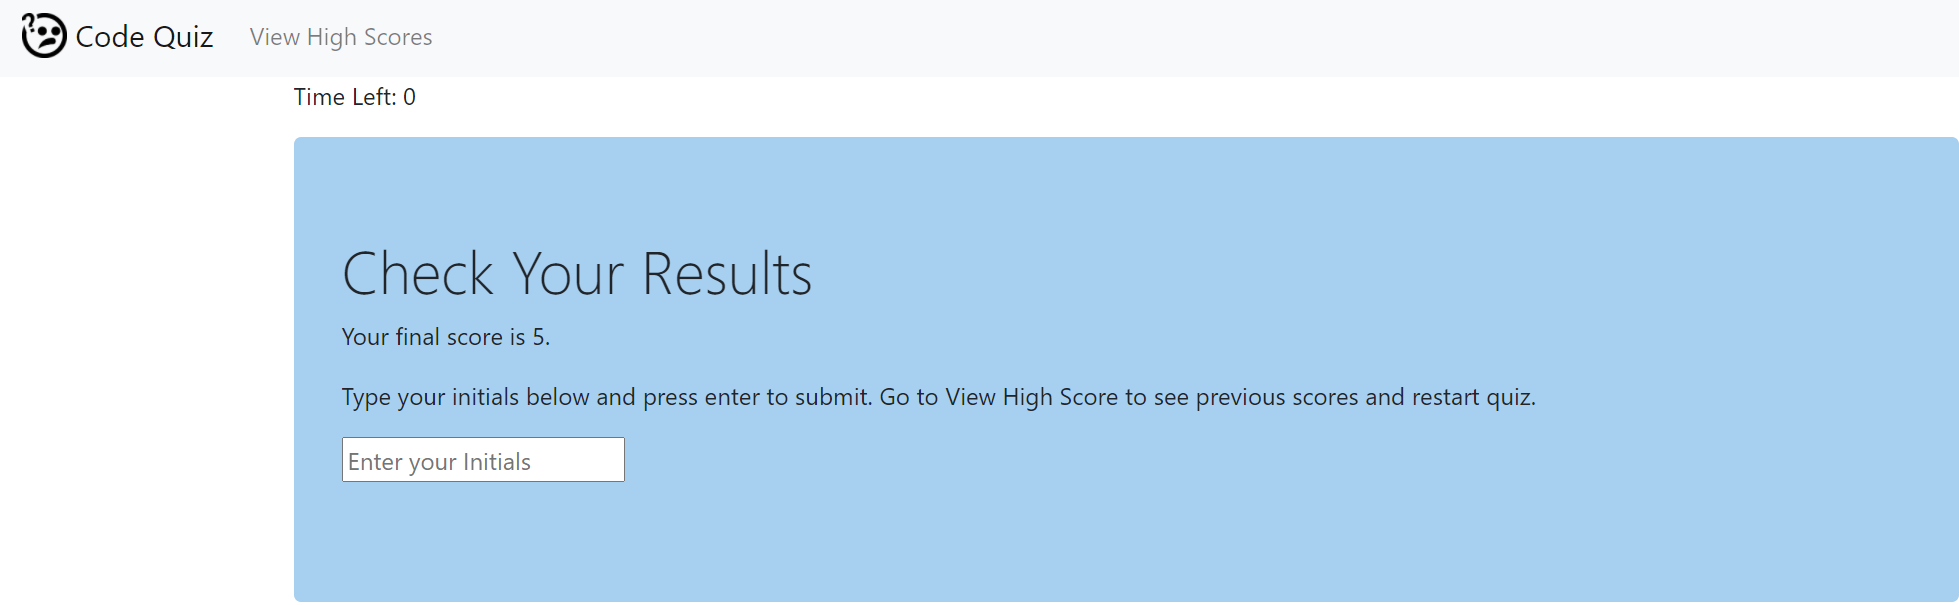 Code Quiz View High Scores
Time Left: 0
Check Your Results
Your final score is 5.
Type your initials below and press enter to submit. Go to View High Score to see previous scores and restart quiz.
Enter your Initials